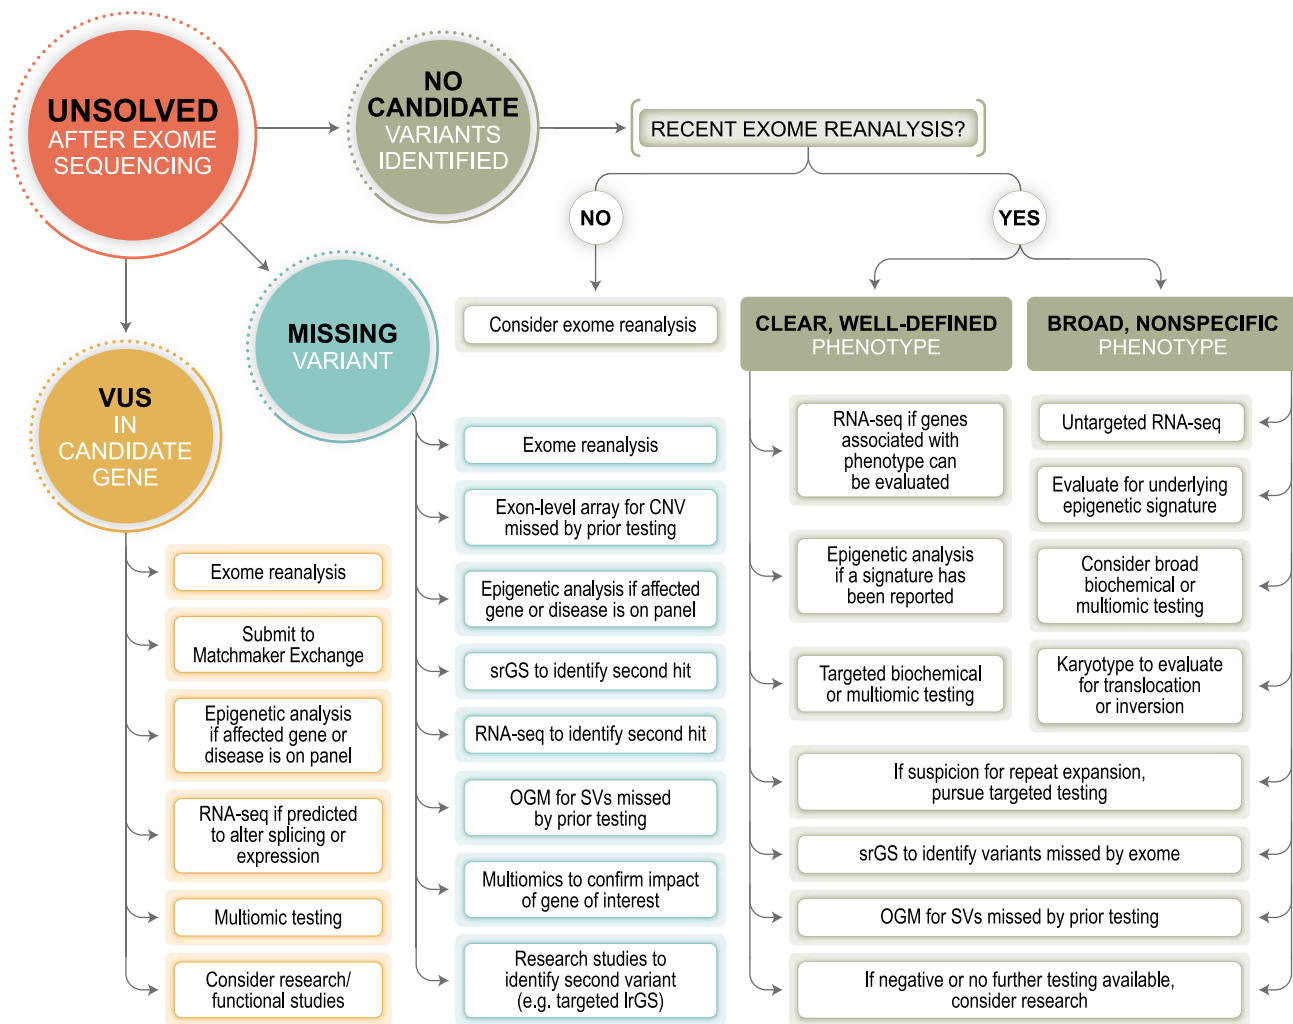 UNSOLVED
AFTER EXOME
SEQUENCING
NO
CANDIDATE
VARIANTS
IDENTIFIED
RECENT EXOME REANALYSIS?
NO
YES
Consider exome reanalysis
CLEAR, WELL-DEFINED
PHENOTYPE
BROAD, NONSPECIFIC
PHENOTYPE
MISSING
VARIANT
VUS
IN
CANDIDATE
GENE
Exome reanalysis
Submit to
Matchmaker Exchange
Epigenetic analysis
if affected gene or
disease is on panel
RNA-seq if predicted
to alter splicing or
expression
Multiomic testing
Consider research/
functional studies
Exome reanalysis
Exon-level array for CNV
missed by prior testing
Epigenetic analysis if affected
gene or disease is on panel
srGS to identify second hit
RNA-seq to identify second hit
OGM for SVs missed
by prior testing
Multiomics to confirm impact
of gene of interest
Research studies to
identify second variant
(e.g. targeted lrGS)
RNA-seq if genes
associated with
phenotype can
be evaluated
Epigenetic analysis
if a signature has
been reported
Targeted biochemical
or multiomic testing
Untargeted RNA-seq
Evaluate for underlying
epigenetic signature
Consider broad
biochemical or
multiomic testing
Karyotype to evaluate
for translocation
or inversion
If suspicion for repeat expansion,
pursue targeted testing
srGS to identify variants missed by exome
OGM for SVs missed by prior testing
If negative or no further testing available,
consider research